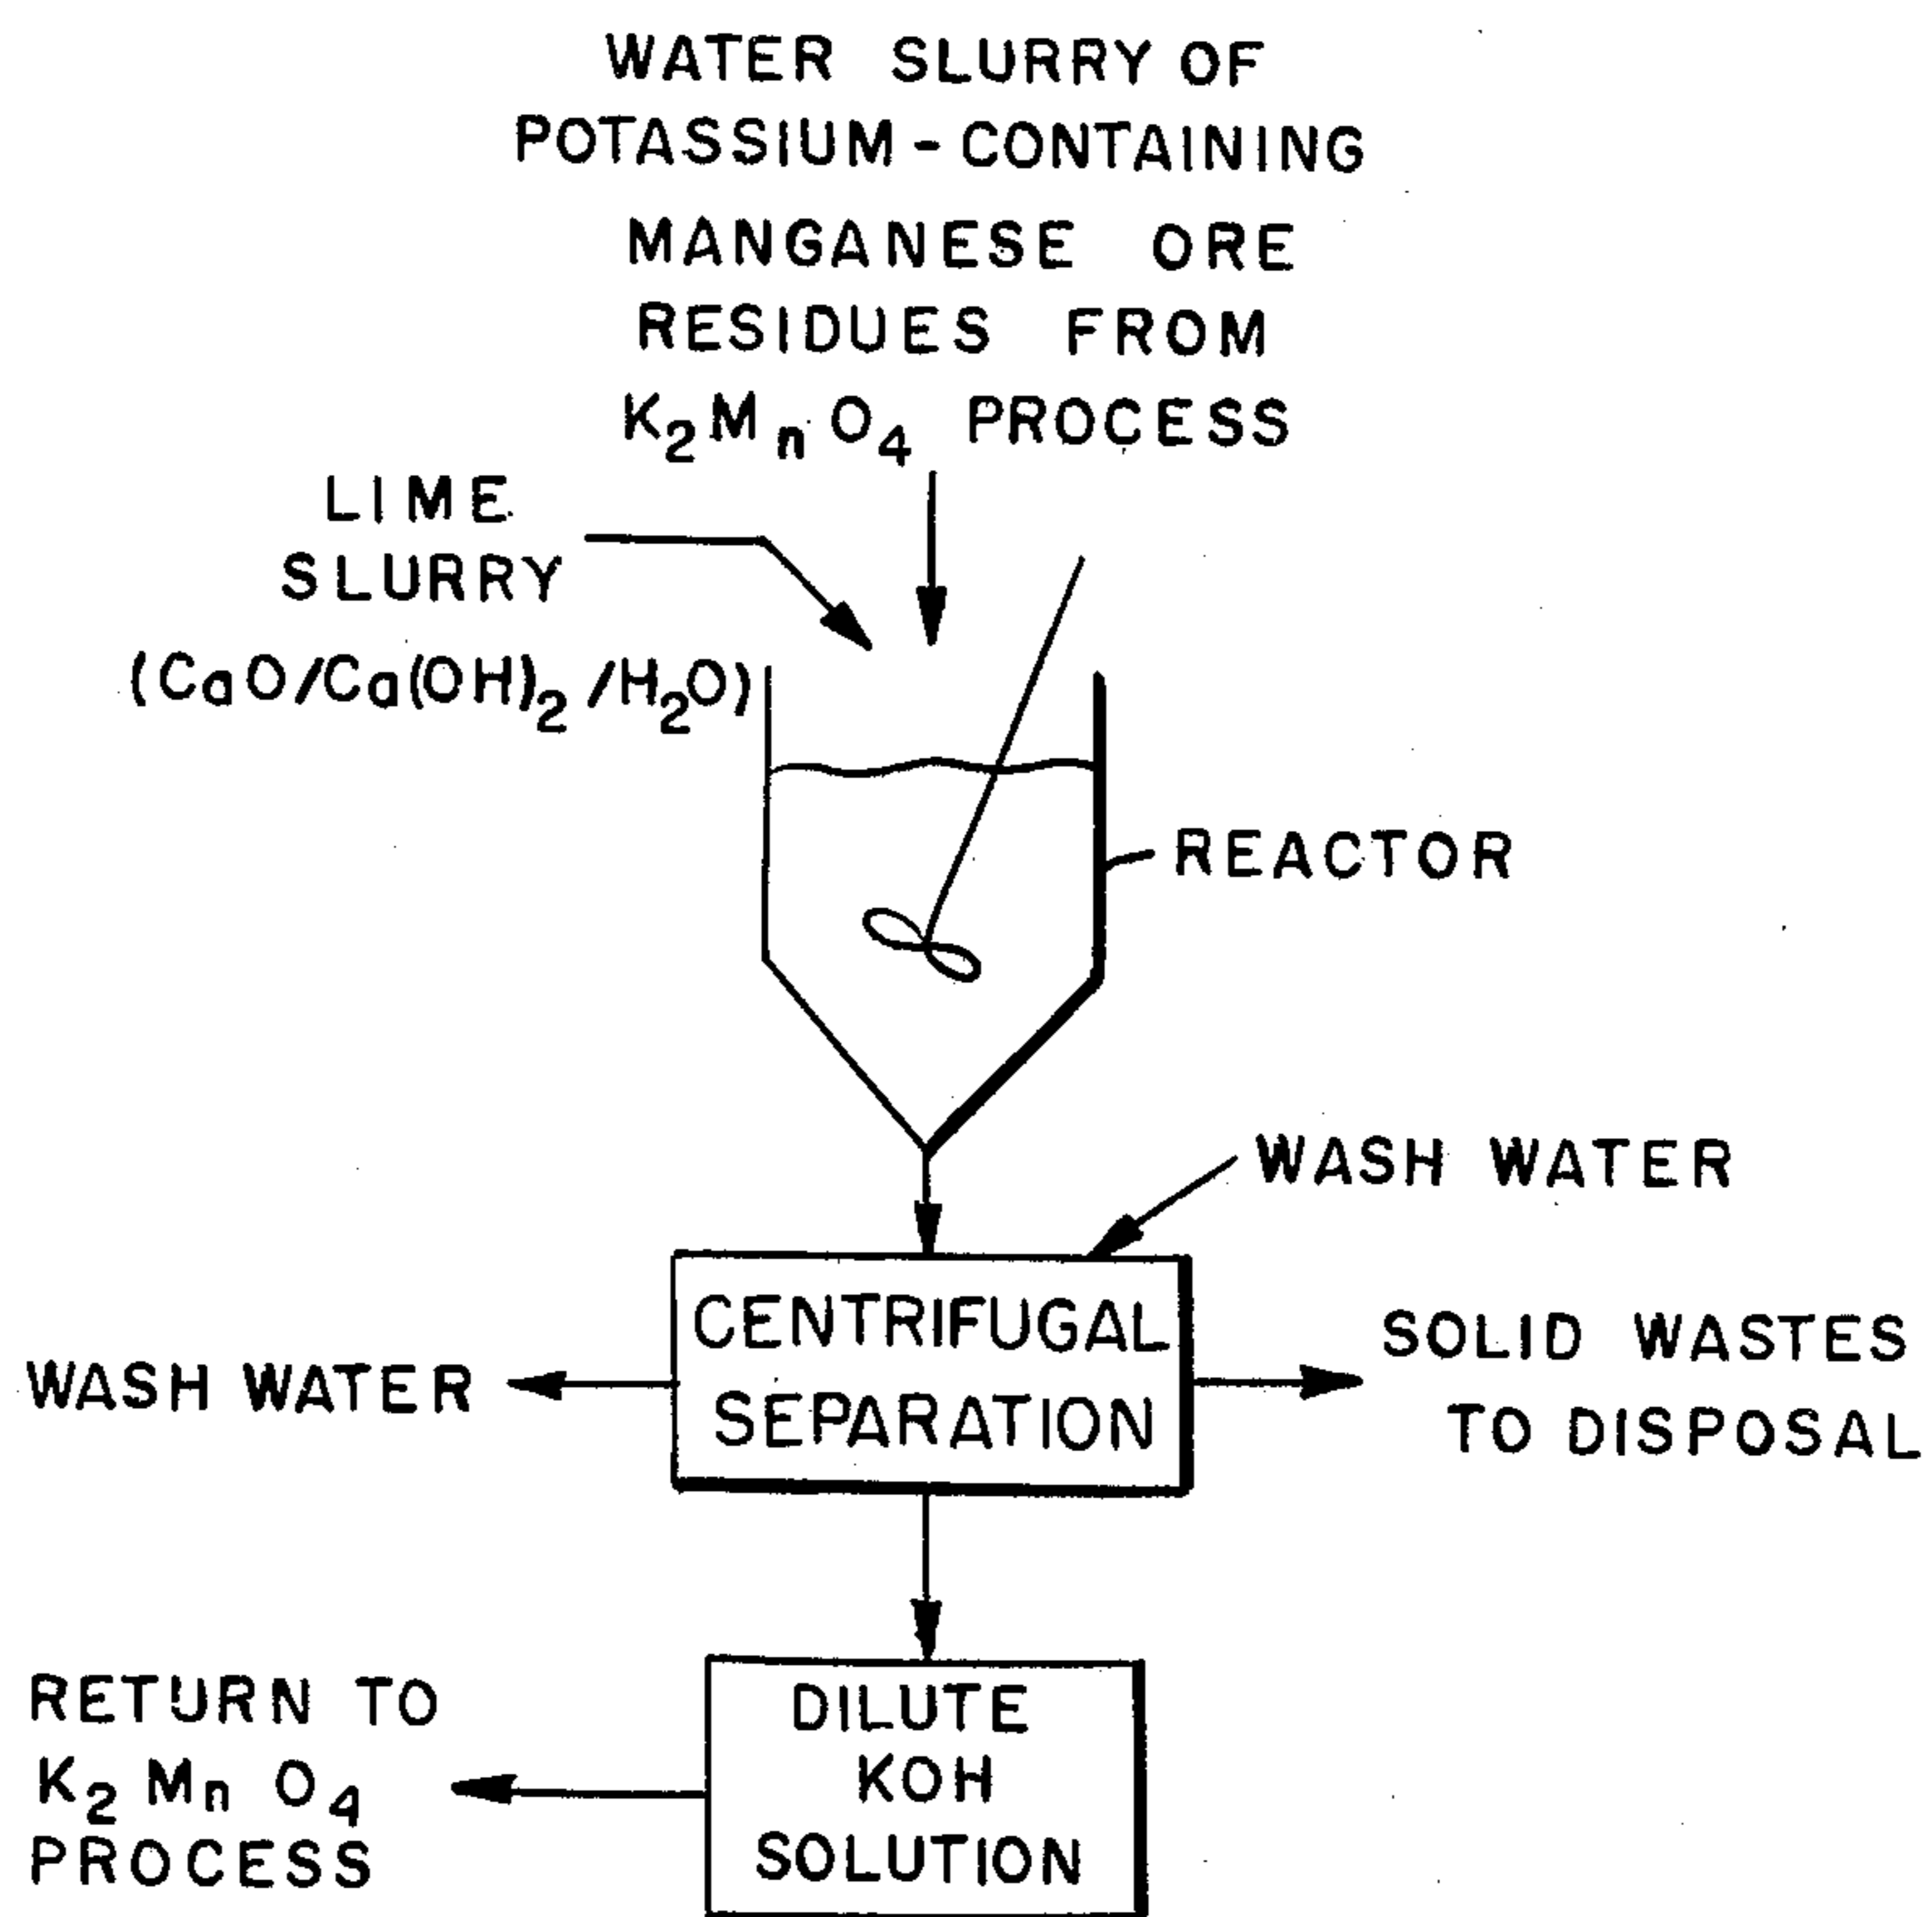 WATER SLURRY OF
POTASSIUM - CONTAINING
MANGANESE ORE
RESIDUES FROM
K₂MnO₄ PROCESS
LIME
SLURRY
(CaO/Ca(OH)₂/H₂O)
REACTOR
WASH WATER
CENTRIFUGAL
SEPARATION
WASH WATER
SOLID WASTES
TO DISPOSAL
DILUTE
KOH
SOLUTION
RETURN TO
K₂MnO₄
PROCESS